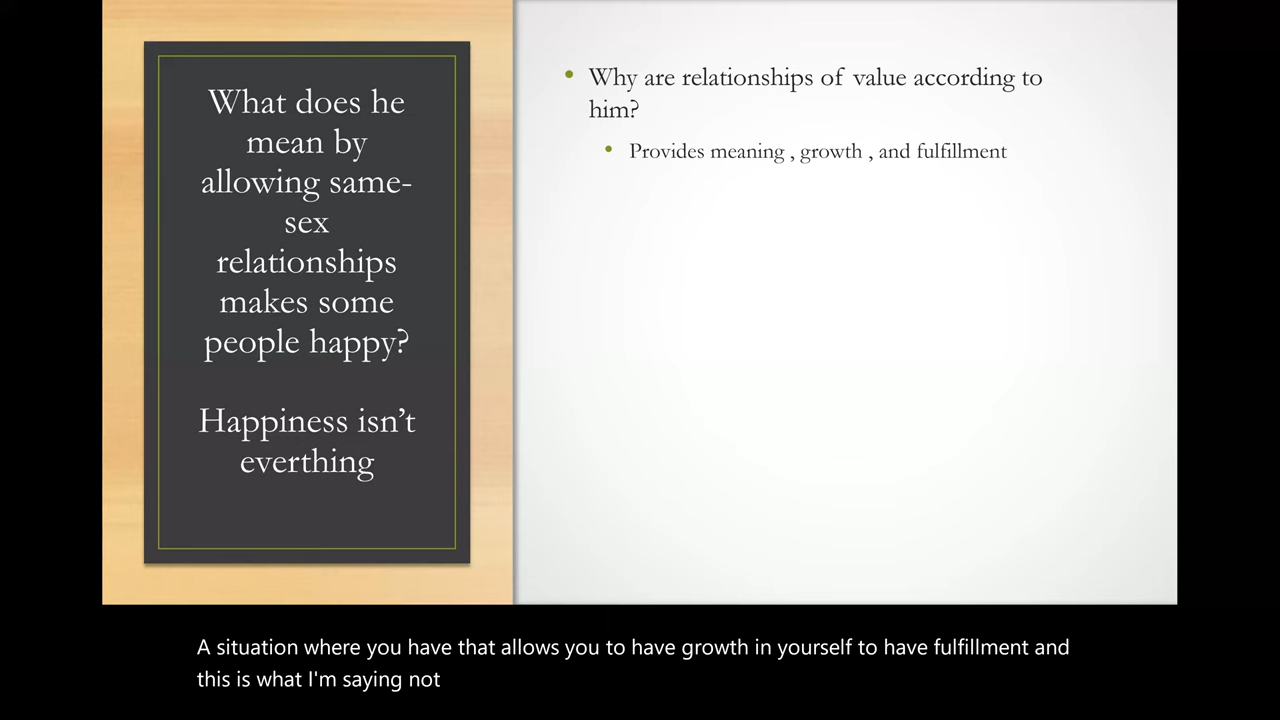 What does he
mean by
allowing same-
sex
relationships
makes some
people happy?
Happiness isn’t
everthing
• Why are relationships of value according to
him?
• Provides meaning , growth , and fulfillment
A situation where you have that allows you to have growth in yourself to have fulfillment and
this is what I'm saying not